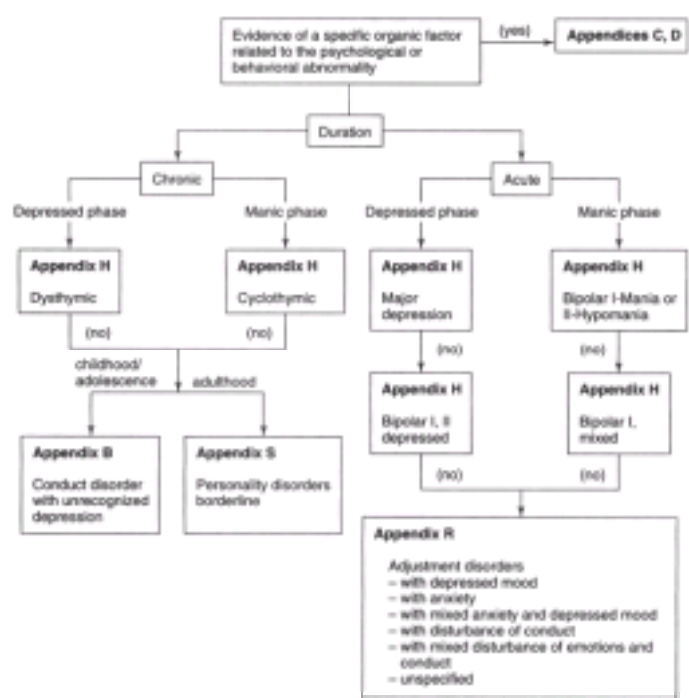 Evidence of a specific organic factor
related to the psychological or
behavioral abnormality
(yes)
Appendices C, D
Duration
Chronic
Acute
Depressed phase
Manic phase
Depressed phase
Manic phase
Appendix H
Dysthymic
Appendix H
Cyclothymic
Appendix H
Major
depression
Appendix H
Bipolar I-Mania or
II-Hypomania
(no)
(no)
(no)
(no)
childhood/
adolescence
adulthood
Appendix H
Bipolar I, II
depressed
Appendix H
Bipolar I,
mixed
Appendix B
Conduct disorder
with unrecognized
depression
Appendix S
Personality disorders
borderline
(no)
(no)
Appendix R
Adjustment disorders
– with depressed mood
– with anxiety
– with mixed anxiety and depressed mood
– with disturbance of conduct
– with mixed disturbance of emotions and
conduct
– unspecified